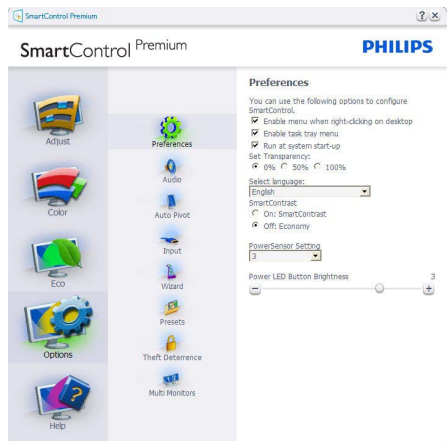 SmartControl Premium
SmartControl Premium
PHILIPS
Adjust
Color
Eco
Options
Help
Preferences
Audio
Auto Pivot
Input
Wizard
Presets
Theft Deterrence
Multi Monitors
Preferences
You can use the following options to configure
SmartControl.
Enable menu when right-clicking on desktop
Enable task tray menu
Run at system start-up
Set Transparency:
0% 50% 100%
Select language:
English
SmartContrast
On: SmartContrast
Off: Economy
PowerSensor Setting
3
Power LED Button Brightness 3